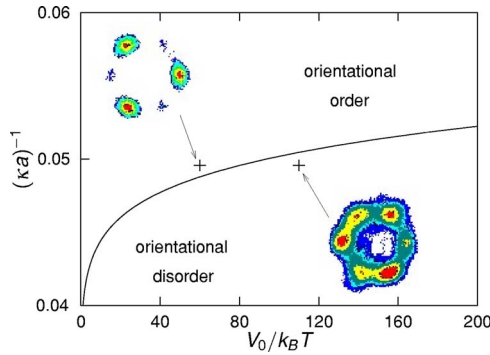 0.06
orientational
order
(κa)⁻¹
0.05
orientational
disorder
0.04
0 40 80 120 160 200
V₀/k_BT